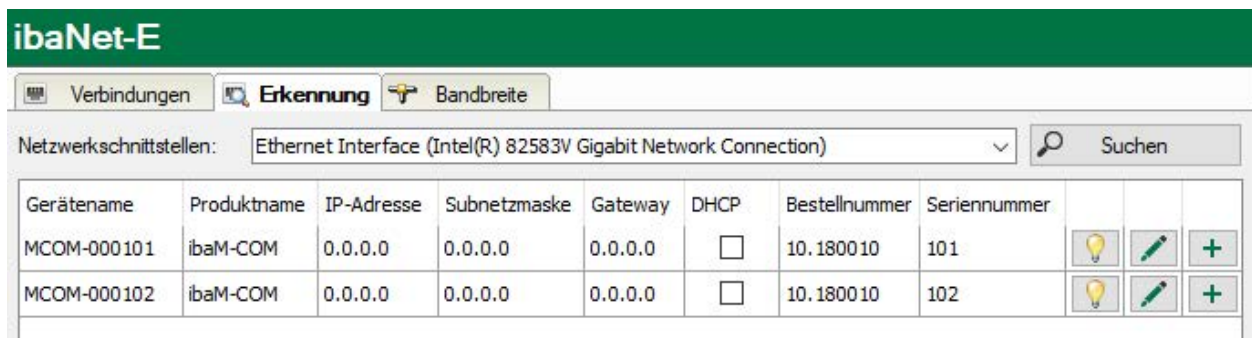 ibaNet-E
Verbindungen Erkennung Bandbreite
Netzwerkschnittstellen: Ethernet Interface (Intel(R) 82583V Gigabit Network Connection) Suchen
Gerätename Produktname IP-Adresse Subnetzmaske Gateway DHCP Bestellnummer Seriennummer
MCOM-000101 ibaM-COM 0.0.0.0 0.0.0.0 0.0.0.0 10.180010 101
MCOM-000102 ibaM-COM 0.0.0.0 0.0.0.0 0.0.0.0 10.180010 102